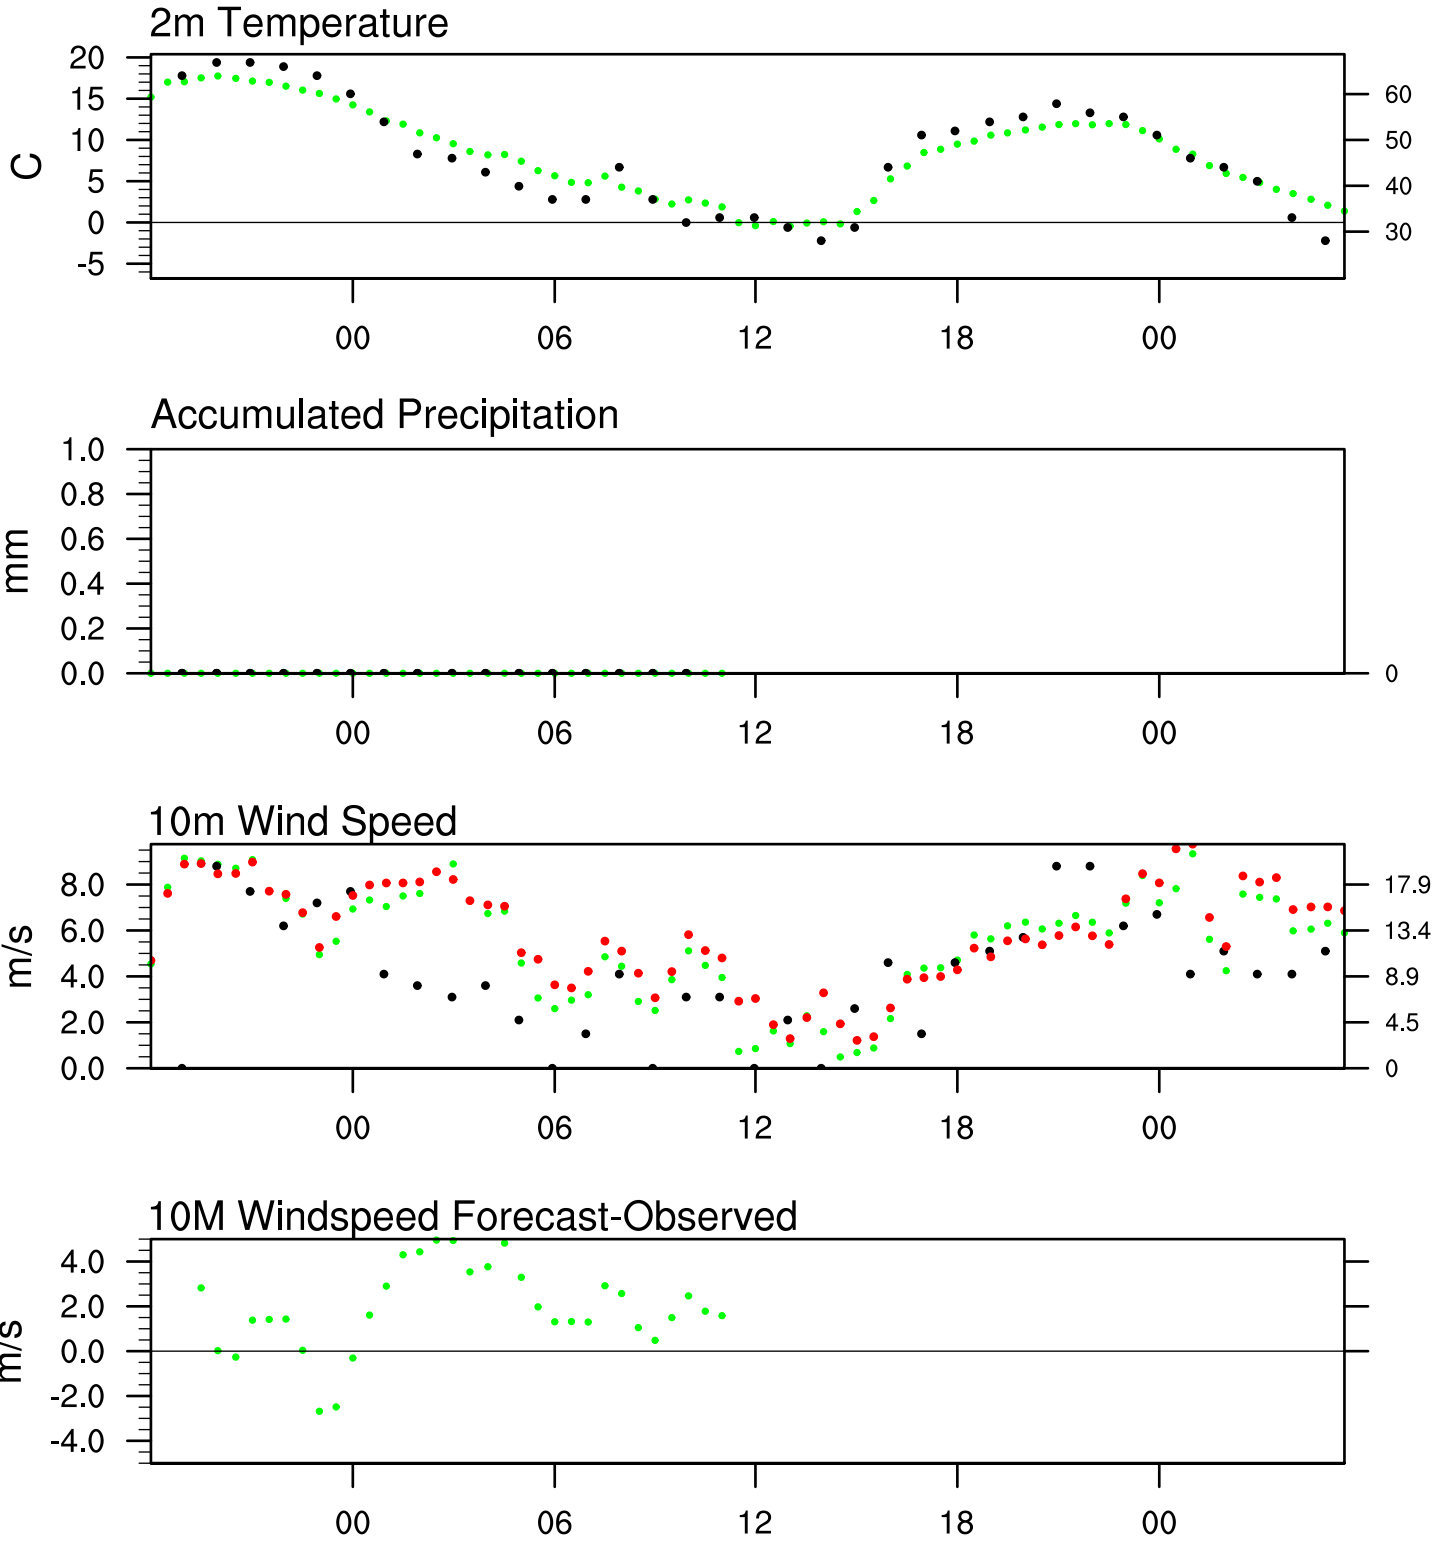 2m Temperature
20
15
10
5
0
-5
C
60
50
40
30
00 06 12 18 00
Accumulated Precipitation
1.0
0.8
0.6
0.4
0.2
0.0
mm
0
00 06 12 18 00
10m Wind Speed
8.0
6.0
4.0
2.0
0.0
m/s
17.9
13.4
8.9
4.5
0
00 06 12 18 00
10M Windspeed Forecast-Observed
4.0
2.0
0.0
-2.0
-4.0
m/s
00 06 12 18 00